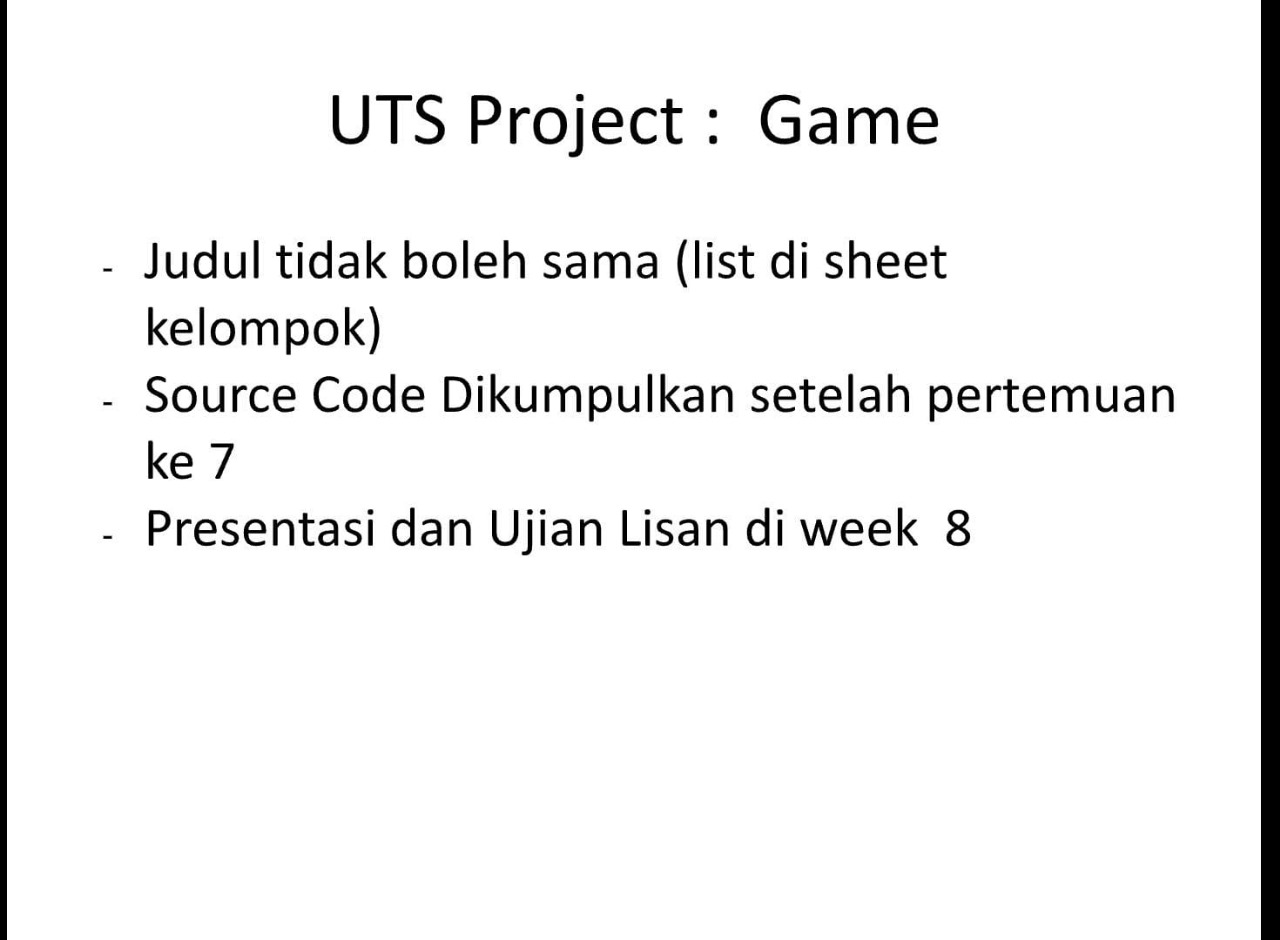 UTS Project :  Game
- Judul tidak boleh sama (list di sheet
kelompok)
- Source Code Dikumpulkan setelah pertemuan
ke 7
- Presentasi dan Ujian Lisan di week  8